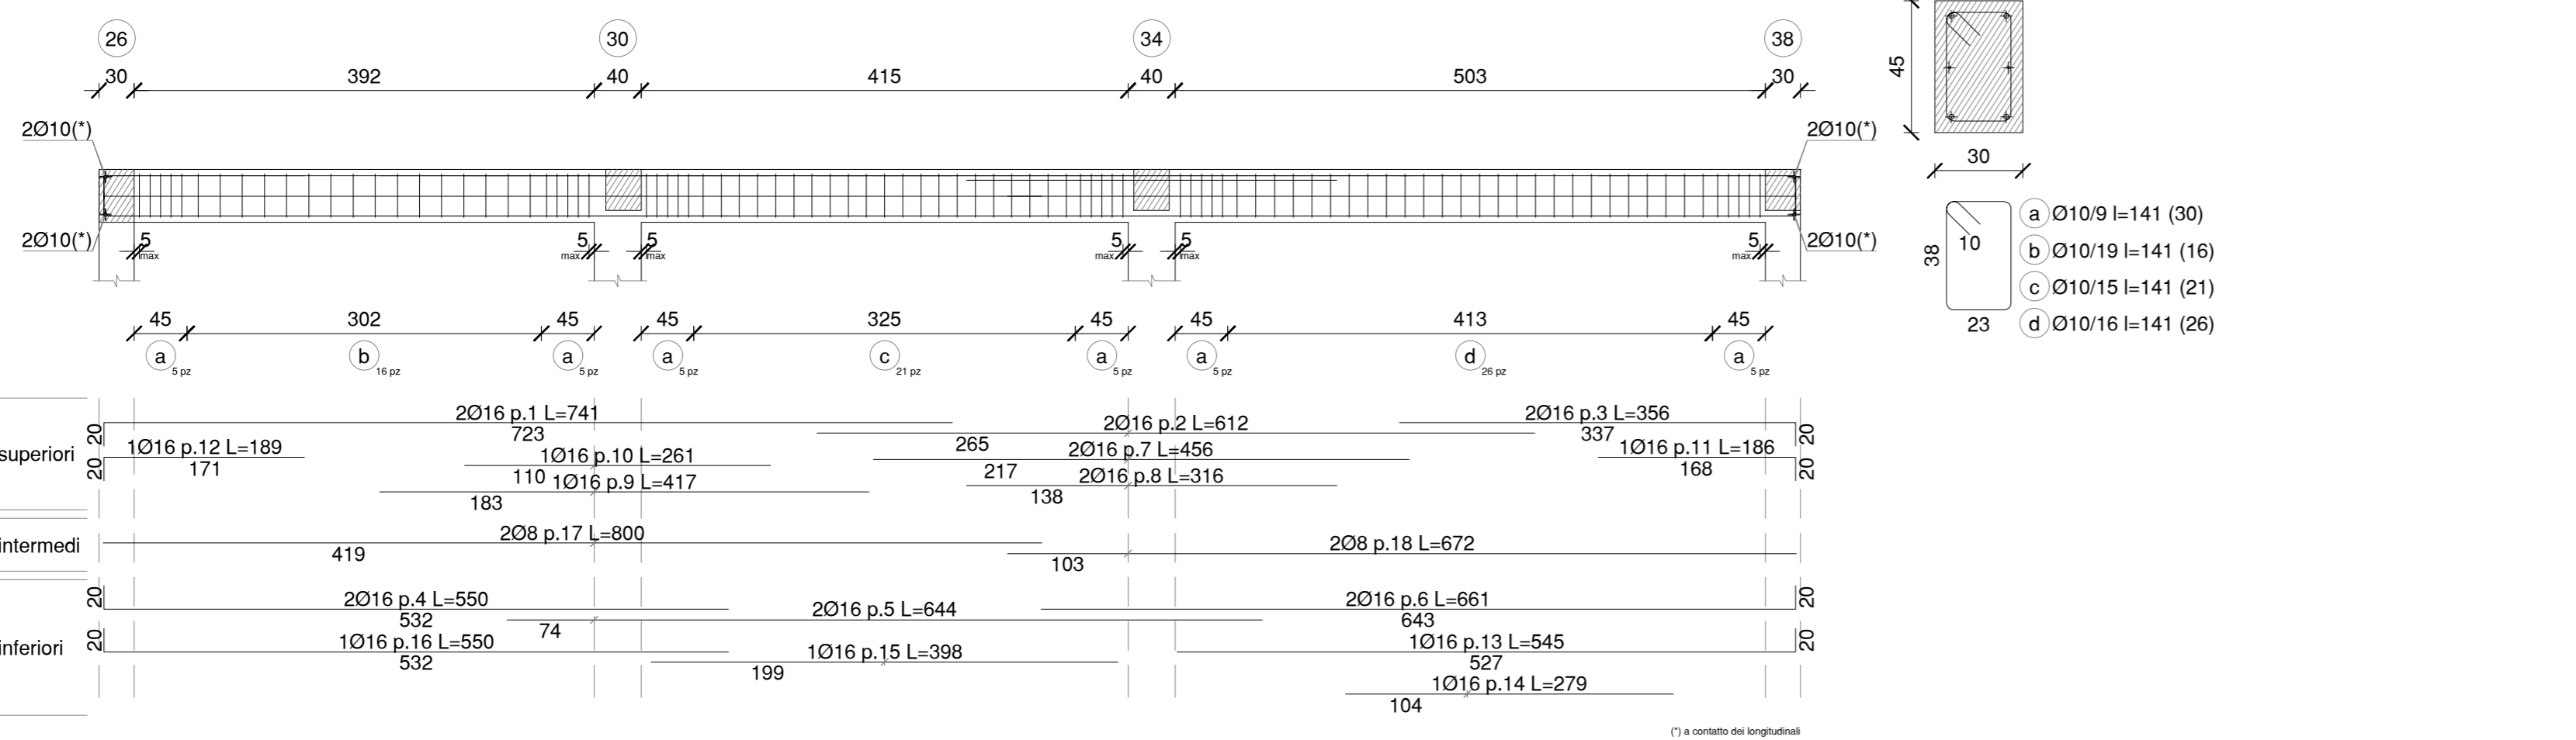 26 30 34 38
30 392 40 415 40 503 30
2Ø10(*) 2Ø10(*)
2Ø10(*) 2Ø10(*)
5 5 5 5 5 5
max max max max max max
45 302 45 45 325 45 45 413 45
a 5 pz b 16 pz a 5 pz a 5 pz c 21 pz a 5 pz a 5 pz d 26 pz a 5 pz
45
30
38
10
23
a Ø10/9 l=141 (30)
b Ø10/19 l=141 (16)
c Ø10/15 l=141 (21)
d Ø10/16 l=141 (26)
superiori
20 2Ø16 p.1 L=741
723
2Ø16 p.2 L=612
265
2Ø16 p.3 L=356
337 20
20 1Ø16 p.12 L=189
171
1Ø16 p.10 L=261
110
2Ø16 p.7 L=456
217
1Ø16 p.11 L=186
168 20
1Ø16 p.9 L=417
183
2Ø16 p.8 L=316
138
intermedi
2Ø8 p.17 L=800
419
2Ø8 p.18 L=672
103
inferiori
20 2Ø16 p.4 L=550
532
2Ø16 p.5 L=644
74
2Ø16 p.6 L=661
643 20
20 1Ø16 p.16 L=550
532
1Ø16 p.15 L=398
199
1Ø16 p.13 L=545
527 20
1Ø16 p.14 L=279
104
(*) a contatto dei longitudinali